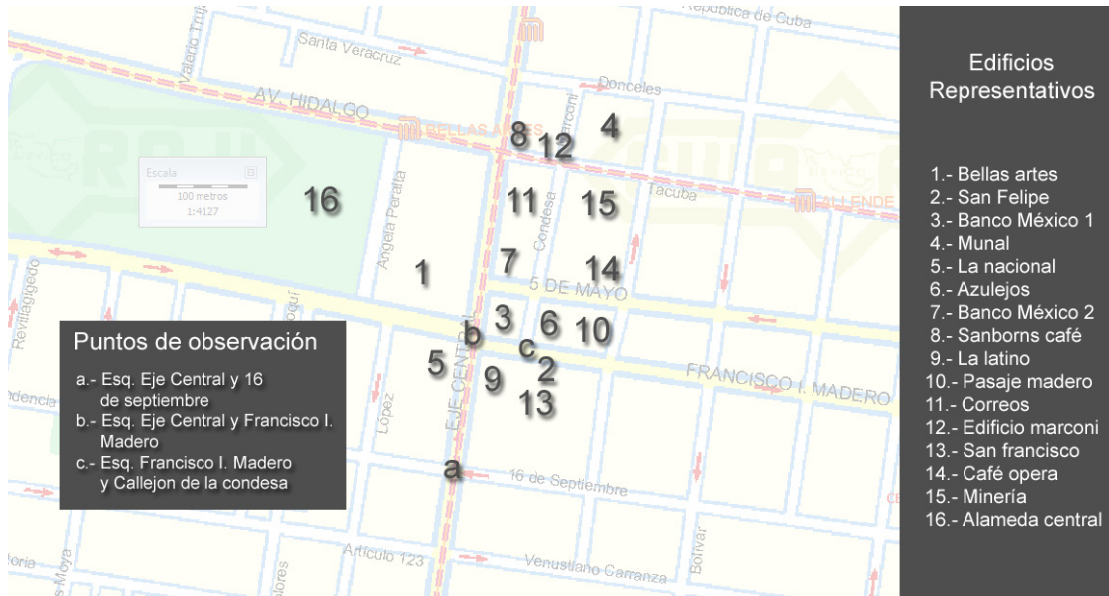 República de Cuba
Santa Veracruz
Donceles
AV. HIDALGO
BELLAS ARTES
8
12
4
Escala
100 metros
1:4127
16
Angela Peralta
11
Condesa
15
Tacuba
ALLENDE
1
7
14
5 DE MAYO
Revillagigedo
3
6
10
b
c
5
EJE CENTRAL
9
2
13
FRANCISCO I. MADERO
López
a
16 de Septiembre
Bolívar
Artículo 123
Venustiano Carranza
Puntos de observación
a.- Esq. Eje Central y 16
de septiembre
b.- Esq. Eje Central y Francisco I.
Madero
c.- Esq. Francisco I. Madero
y Callejon de la condesa
Edificios
Representativos
1.- Bellas artes
2.- San Felipe
3.- Banco México 1
4.- Munal
5.- La nacional
6.- Azulejos
7.- Banco México 2
8.- Sanborns café
9.- La latino
10.- Pasaje madero
11.- Correos
12.- Edificio marconi
13.- San francisco
14.- Café opera
15.- Minería
16.- Alameda central